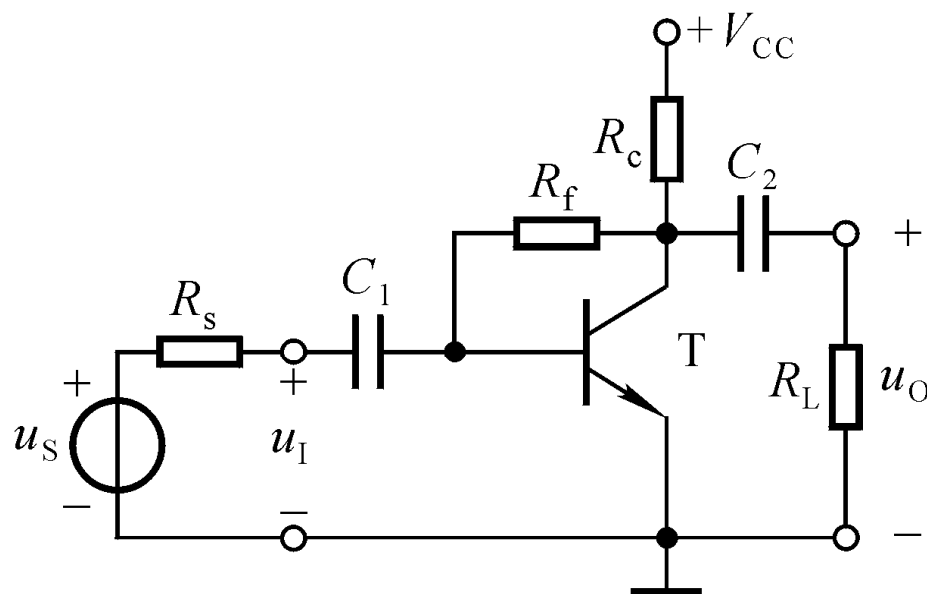 +V_CC
R_c
C_2
R_f
+
C_1
R_s
T
+
+
R_L
u_O
u_S
u_I
−
−
−